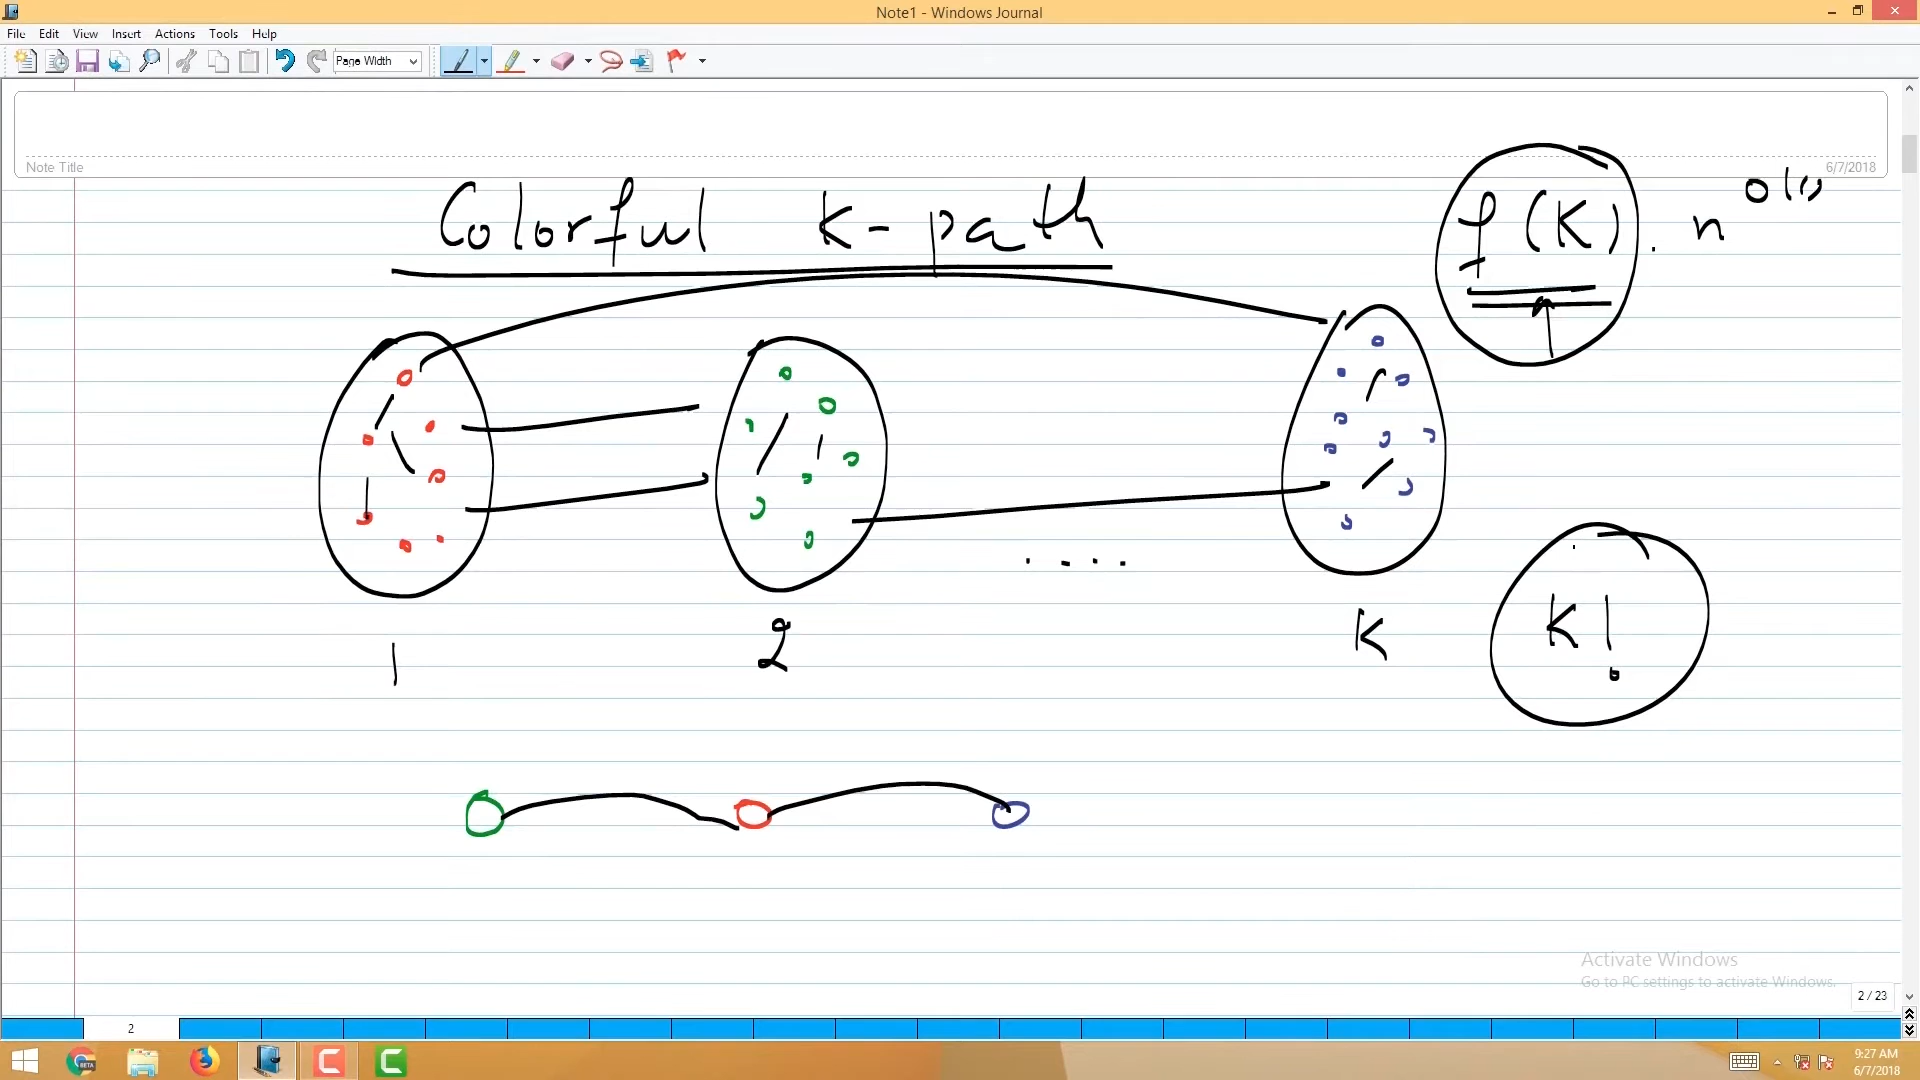 Note1 - Windows Journal
File Edit View Insert Actions Tools Help
Page Width
Note Title
6/7/2018
Colorful k-path
f(K). n^O(1)
1
2
....
K
K!
Activate Windows
Go to PC settings to activate Windows.
2 / 23
2
BETA
9:27 AM
6/7/2018